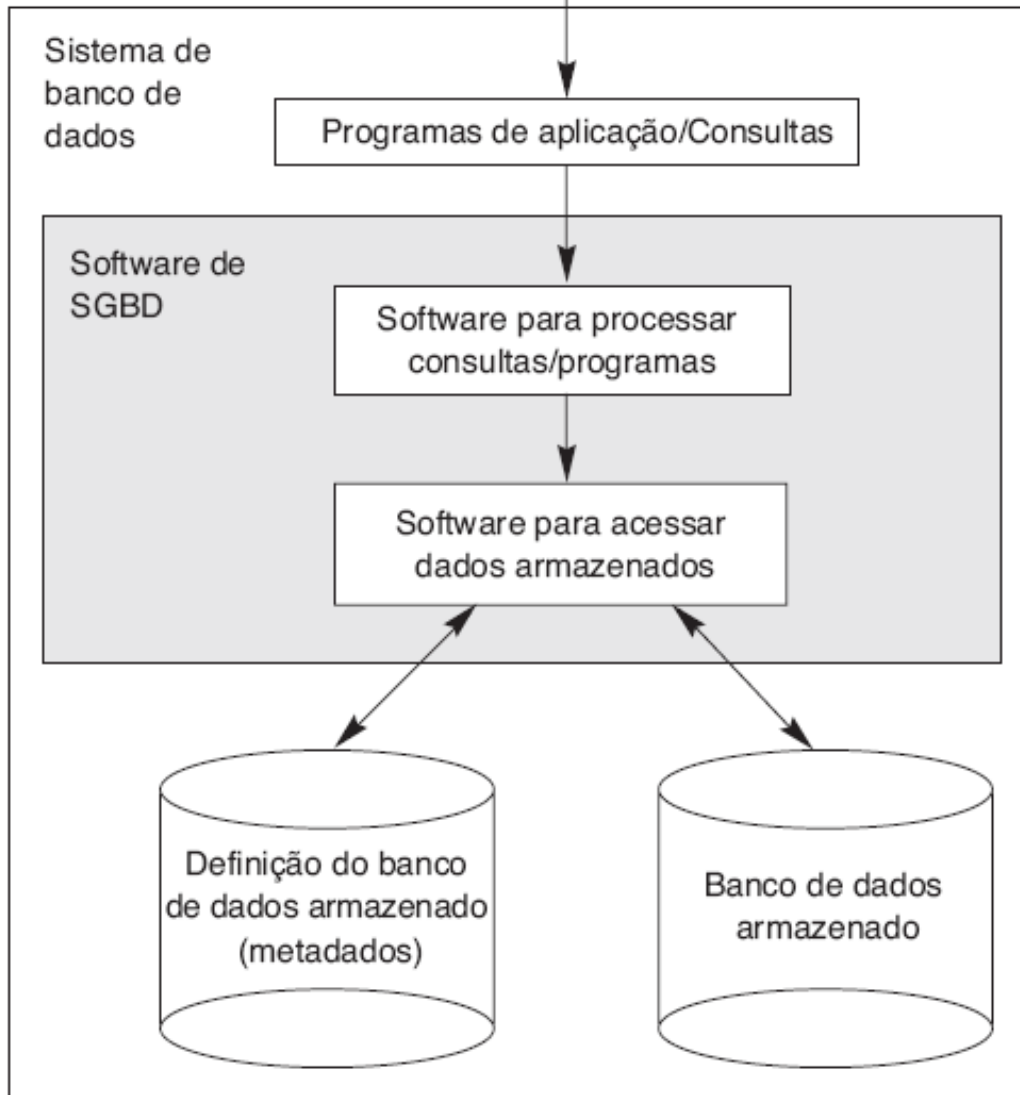 Sistema de
banco de
dados
Programas de aplicação/Consultas
Software de
SGBD
Software para processar
consultas/programas
Software para acessar
dados armazenados
Definição do banco
de dados armazenado
(metadados)
Banco de dados
armazenado